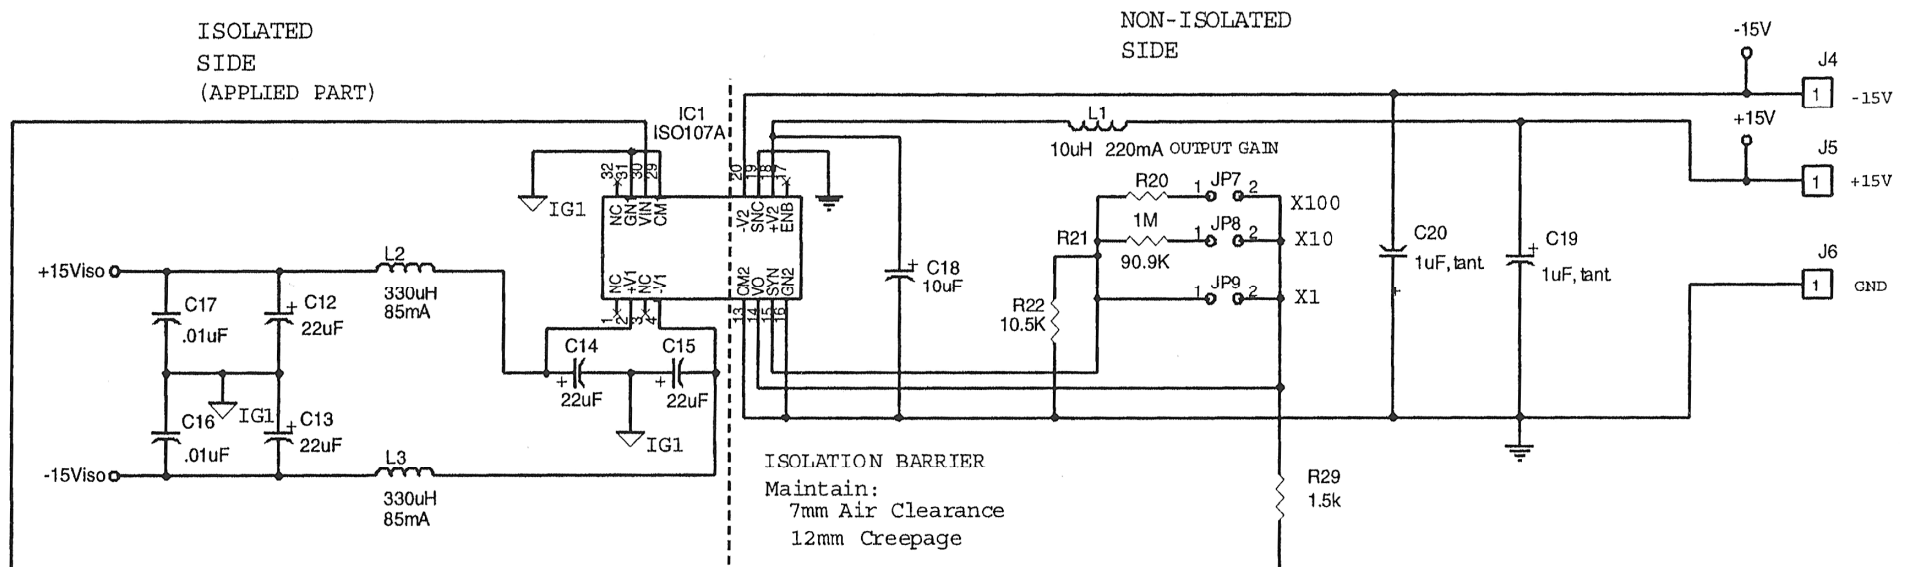 ISOLATED
SIDE
(APPLIED PART)
NON-ISOLATED
SIDE
-15V
J4
1
-15V
+15V
J5
1
+15V
J6
1
GND
IC1
ISO107A
L1
10uH 220mA OUTPUT GAIN
32
31
30
29
20
19
18
17
NC
GN1
VIN
CM
-V2
SNC
+V2
ENB
IG1
R20
1M
1
JP7
2
X100
R21
90.9K
1
JP8
2
X10
1
JP9
2
X1
R22
10.5K
C20
1uF, tant.
+
C19
+
1uF, tant.
C18
+
10uF
+15Viso
L2
330uH
85mA
C17
.01uF
C12
+
22uF
NC
+V1
NC
-V1
CM2
VO
SYN
GN2
1
2
3
4
13
14
15
16
C14
+
22uF
C15
+
22uF
IG1
IG1
C16
.01uF
C13
+
22uF
-15Viso
L3
330uH
85mA
ISOLATION BARRIER
Maintain:
7mm Air Clearance
12mm Creepage
R29
1.5k